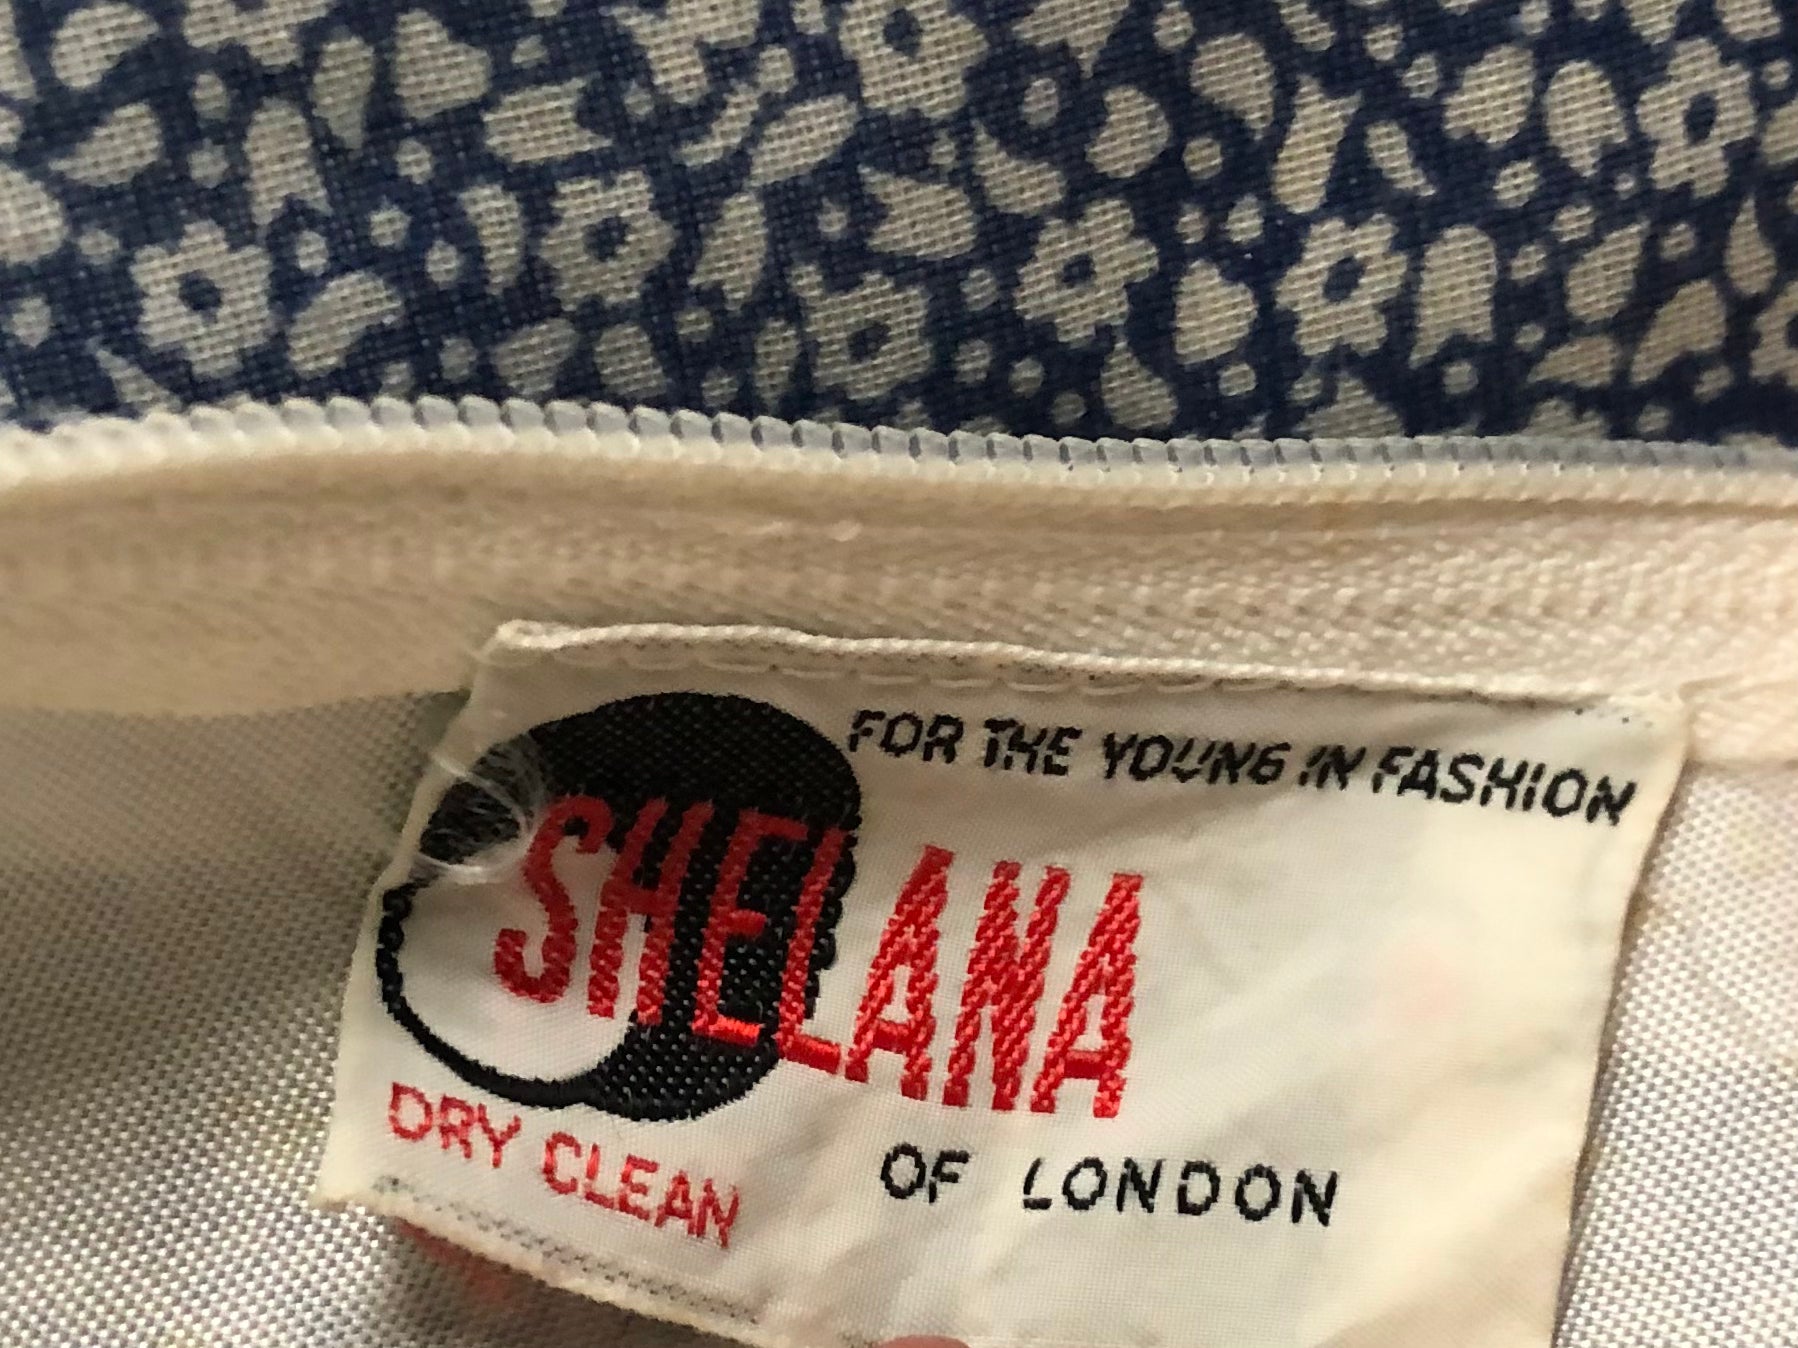 FOR THE YOUNG IN FASHION
SHELANA
DRY CLEAN
OF LONDON